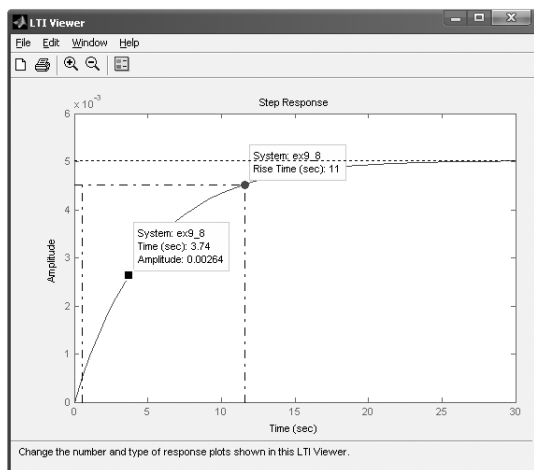 LTI Viewer
File Edit Window Help
Step Response
x 10⁻³
6
5
4
3
2
1
0
Amplitude
System: ex9_8
Rise Time (sec): 11
System: ex9_8
Time (sec): 3.74
Amplitude: 0.00264
0 5 10 15 20 25 30
Time (sec)
Change the number and type of response plots shown in this LTI Viewer.